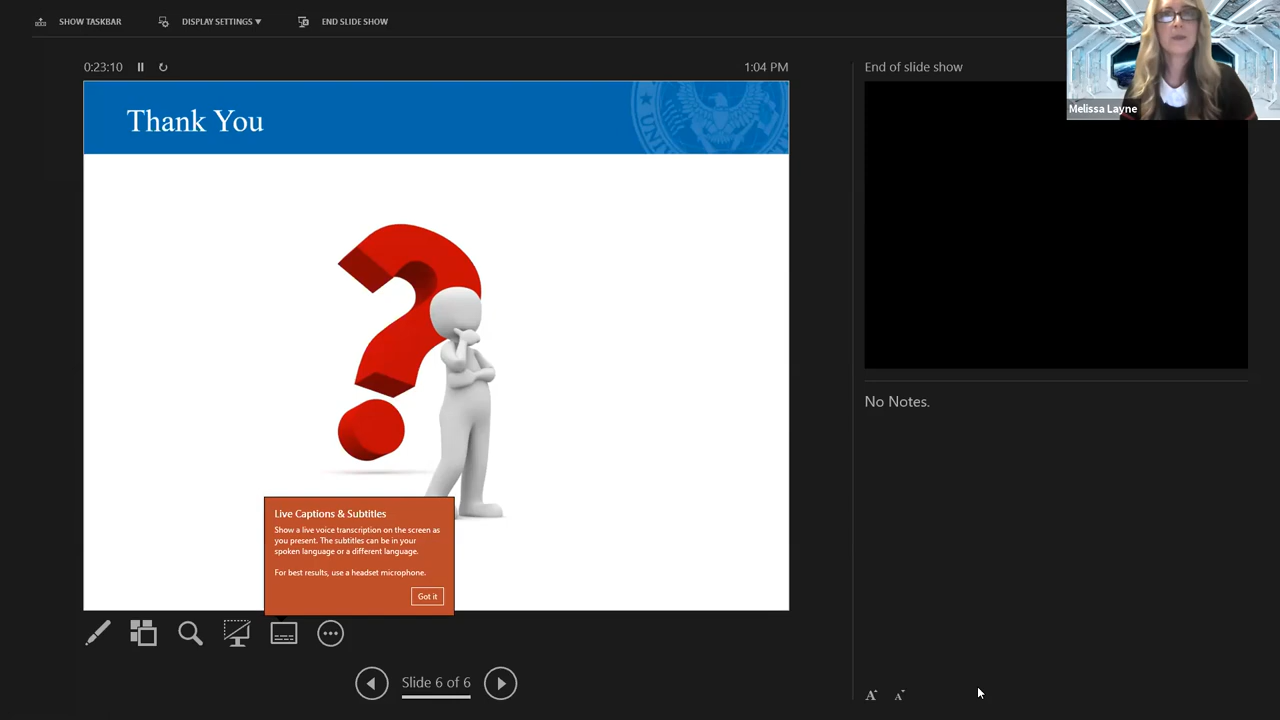 SHOW TASKBAR
DISPLAY SETTINGS ▼
END SLIDE SHOW
0:23:10
1:04 PM
End of slide show
Melissa Layne
Thank You
UNI
No Notes.
Live Captions & Subtitles
Show a live voice transcription on the screen as
you present. The subtitles can be in your
spoken language or a different language.
For best results, use a headset microphone.
Got it
Slide 6 of 6
A
A